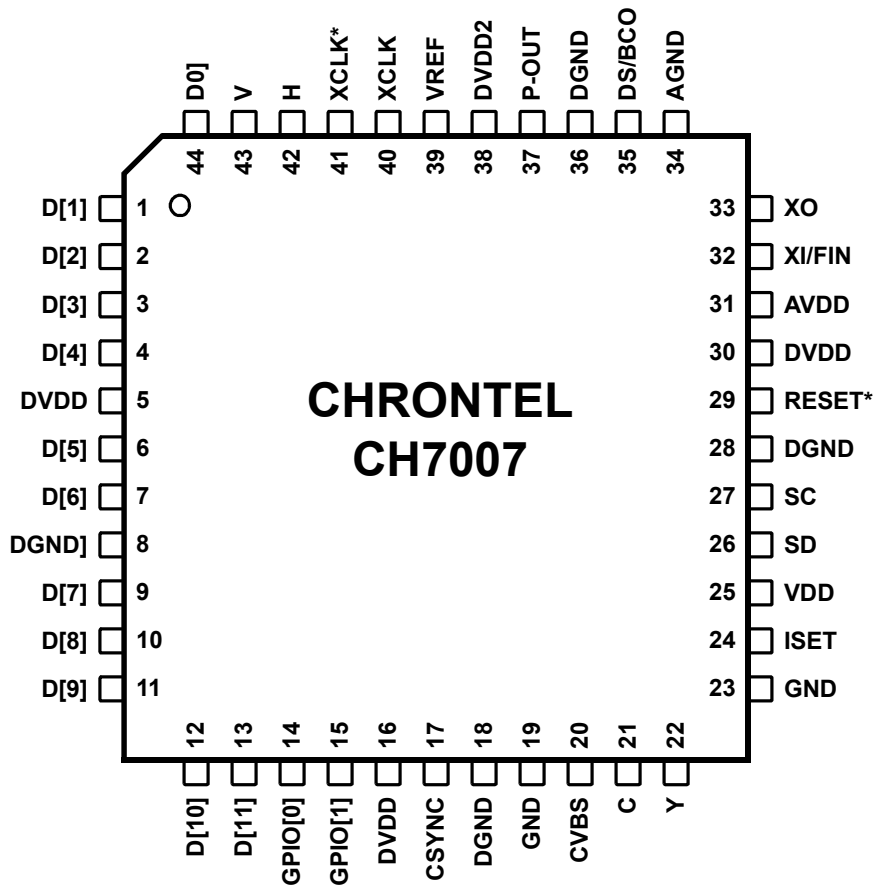 D0]
V
H
XCLK*
XCLK
VREF
DVDD2
P-OUT
DGND
DS/BCO
AGND
44
43
42
41
40
39
38
37
36
35
34
D[1] 1
D[2] 2
D[3] 3
D[4] 4
DVDD 5
D[5] 6
D[6] 7
DGND] 8
D[7] 9
D[8] 10
D[9] 11
CHRONTEL
CH7007
33 XO
32 XI/FIN
31 AVDD
30 DVDD
29 RESET*
28 DGND
27 SC
26 SD
25 VDD
24 ISET
23 GND
12
13
14
15
16
17
18
19
20
21
22
D[10]
D[11]
GPIO[0]
GPIO[1]
DVDD
CSYNC
DGND
GND
CVBS
C
Y